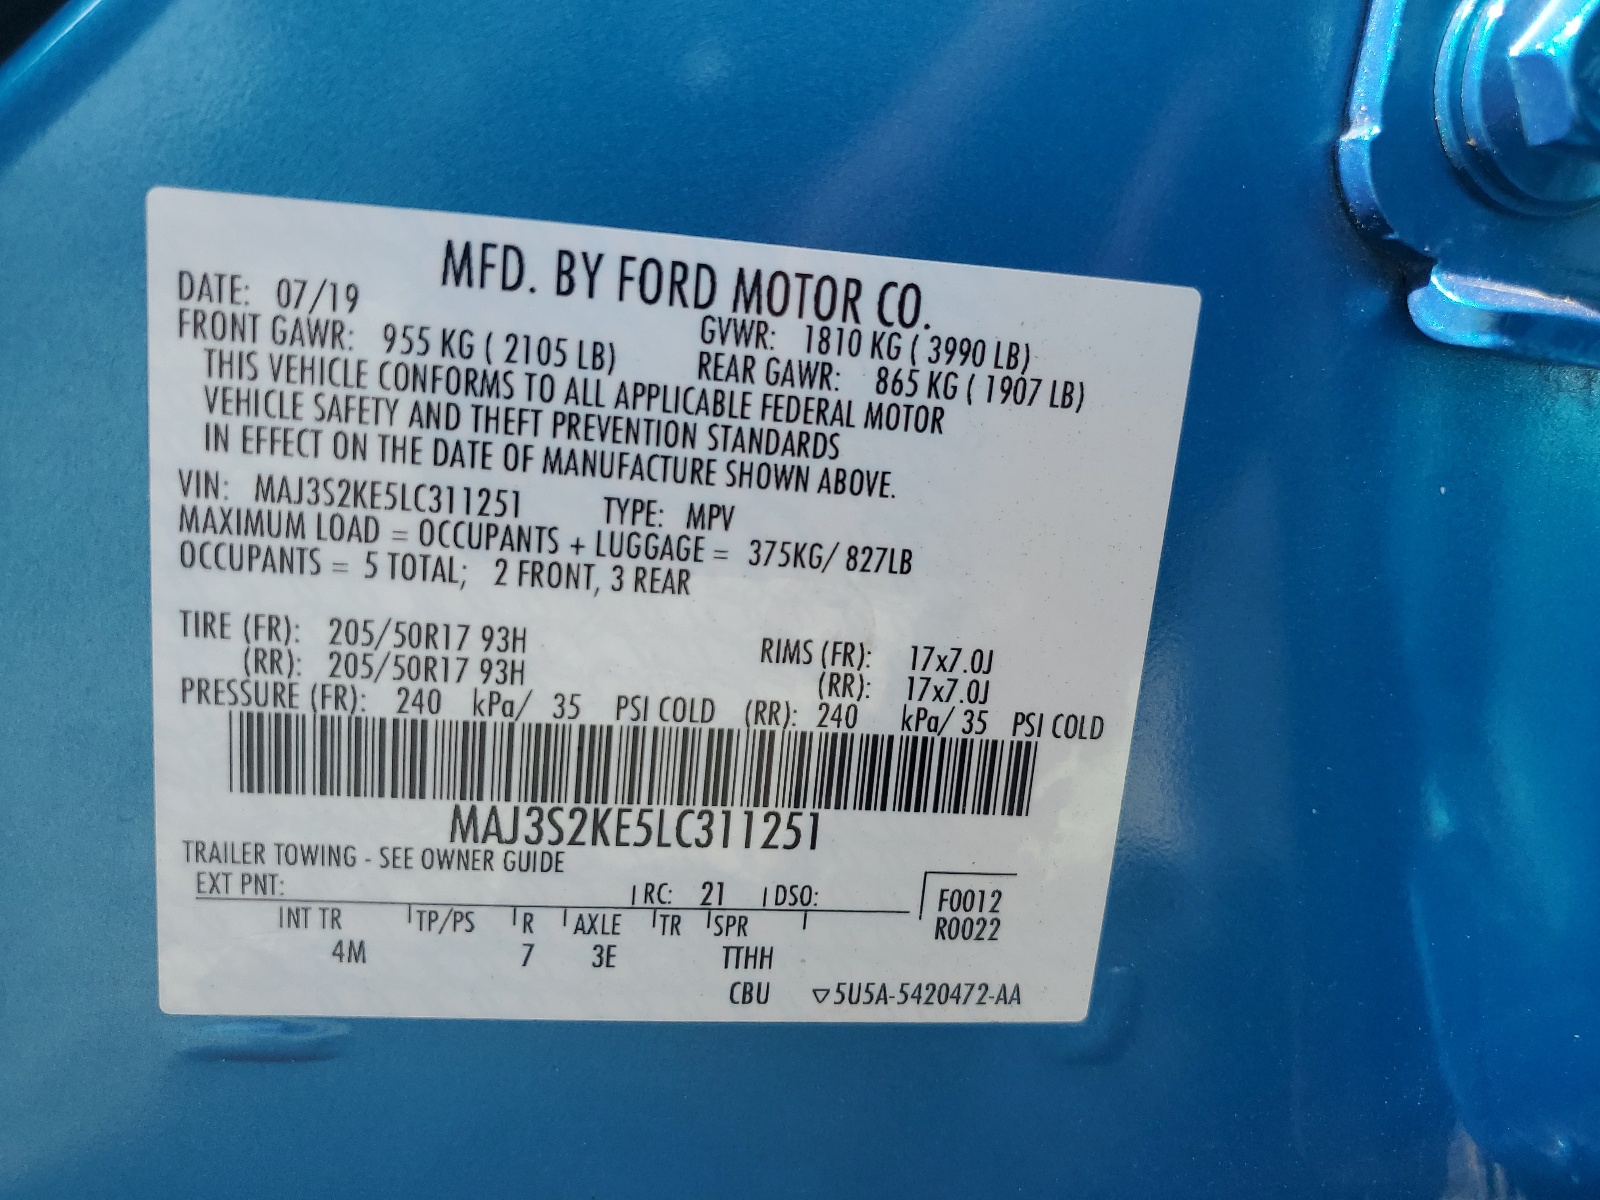 MFD. BY FORD MOTOR CO.
DATE: 07/19 GVWR: 1810 KG ( 3990 LB)
FRONT GAWR: 955 KG ( 2105 LB) REAR GAWR: 865 KG ( 1907 LB)
THIS VEHICLE CONFORMS TO ALL APPLICABLE FEDERAL MOTOR
VEHICLE SAFETY AND THEFT PREVENTION STANDARDS
IN EFFECT ON THE DATE OF MANUFACTURE SHOWN ABOVE.
VIN: MAJ3S2KE5LC311251 TYPE: MPV
MAXIMUM LOAD = OCCUPANTS + LUGGAGE = 375KG/ 827LB
OCCUPANTS = 5 TOTAL; 2 FRONT, 3 REAR
TIRE (FR): 205/50R17 93H RIMS (FR): 17x7.0J
(RR): 205/50R17 93H (RR): 17x7.0J
PRESSURE (FR): 240 kPa/ 35 PSI COLD (RR): 240 kPa/ 35 PSI COLD
MAJ3S2KE5LC311251
TRAILER TOWING - SEE OWNER GUIDE
EXT PNT: RC: 21 DSO: F0012
INT TR TP/PS R AXLE TR SPR R0022
4M 7 3E TTHH
CBU ▽5U5A-5420472-AA